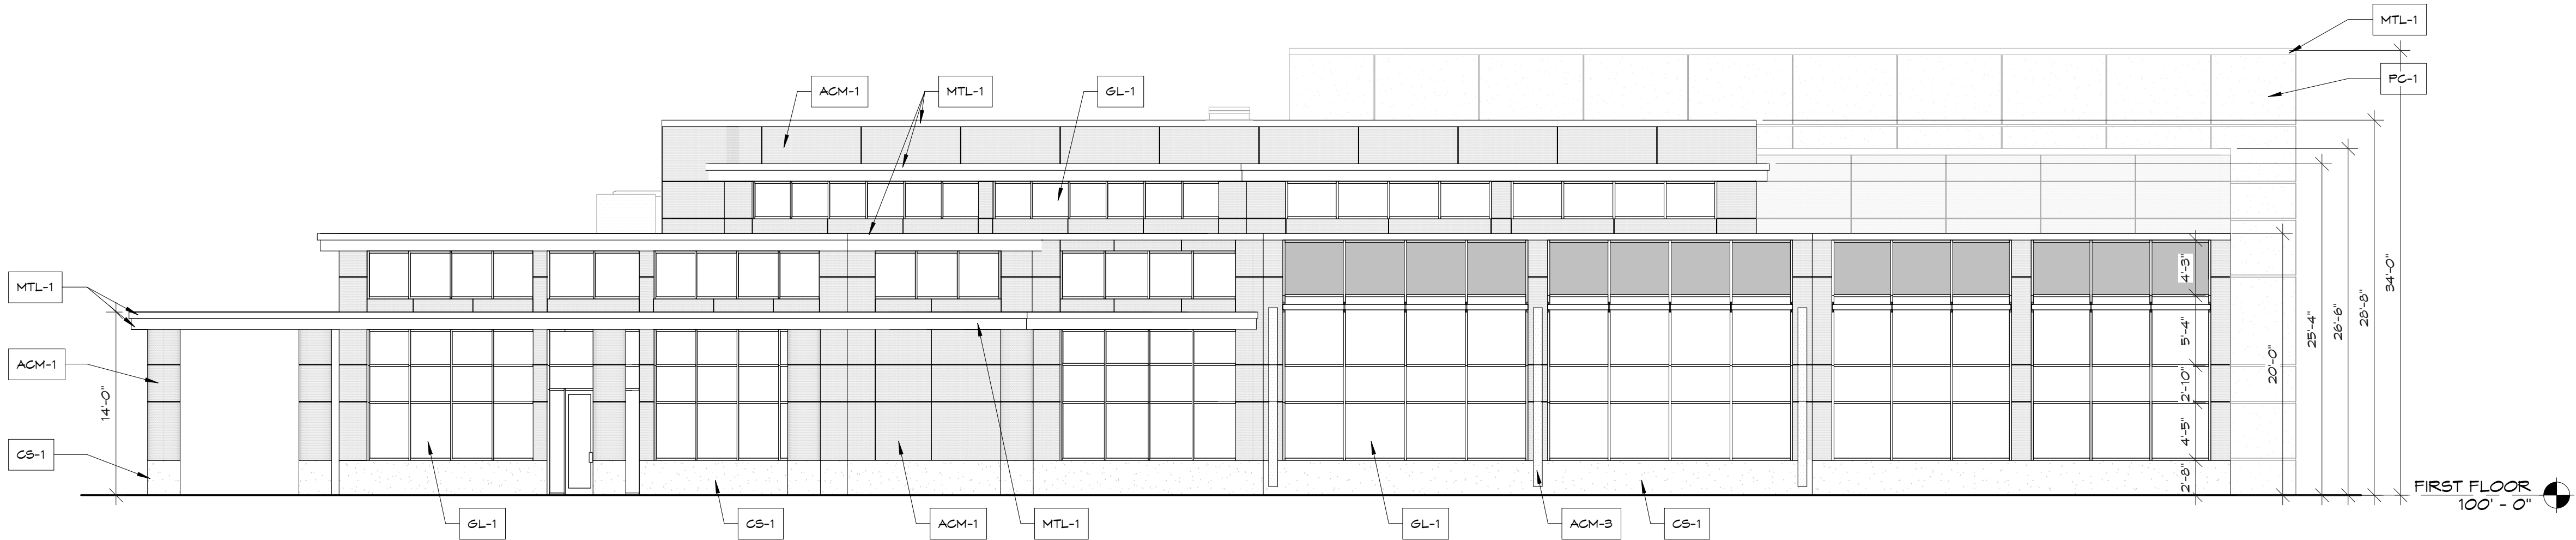 MTL-1
PC-1
ACM-1
MTL-1
GL-1
MTL-1
ACM-1
CS-1
14'-0"
4'-3"
5'-4"
2'-10"
4'-5"
2'-8"
20'-0"
25'-4"
26'-6"
28'-8"
34'-0"
FIRST FLOOR
100' - 0"
GL-1
CS-1
ACM-1
MTL-1
GL-1
ACM-3
CS-1